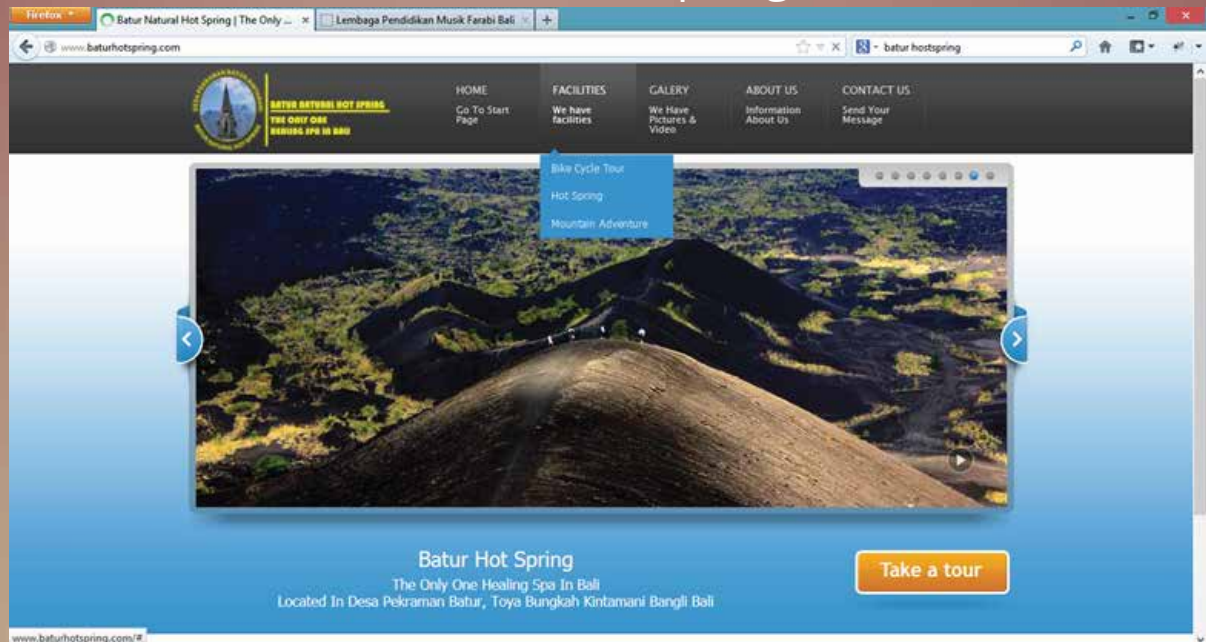 Firefox
Batur Natural Hot Spring | The Only ...
Lembaga Pendidikan Musik Farabi Bali
www.baturhotspring.com
batur hostspring
BATUR NATURAL HOT SPRING
THE ONLY ONE
HEALING SPA IN BALI
HOME
Go To Start
Page
FACILITIES
We have
facilities
GALERY
We Have
Pictures &
Video
ABOUT US
Information
About Us
CONTACT US
Send Your
Message
Bike Cycle Tour
Hot Spring
Mountain Adventure
Batur Hot Spring
The Only One Healing Spa In Bali
Located In Desa Pekraman Batur, Toya Bungkah Kintamani Bangli Bali
Take a tour
www.baturhotspring.com/#